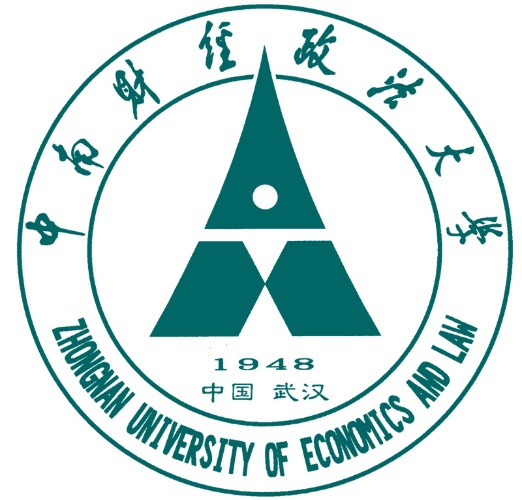 中南财经政法大学
1948
中国 武汉
ZHONGNAN UNIVERSITY OF ECONOMICS AND LAW